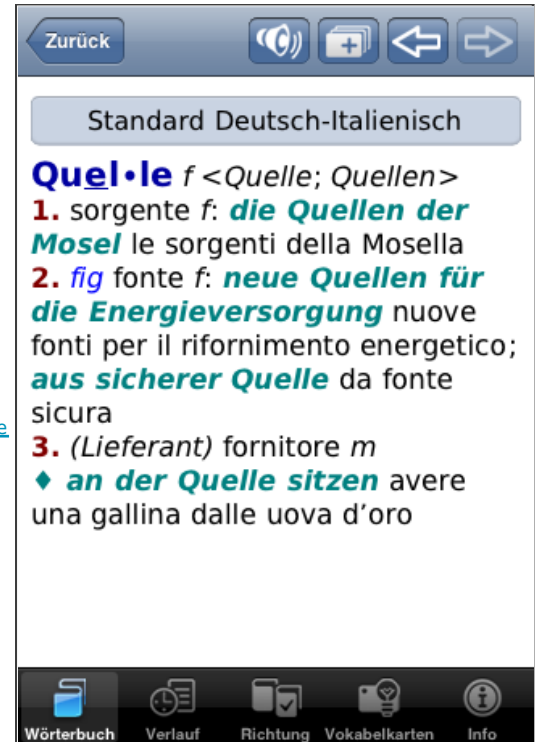 Zurück
Standard Deutsch-Italienisch
Quel•le f <Quelle; Quellen>
1. sorgente f: die Quellen der
Mosel le sorgenti della Mosella
2. fig fonte f: neue Quellen für
die Energieversorgung nuove
fonti per il rifornimento energetico;
aus sicherer Quelle da fonte
sicura
e
3. (Lieferant) fornitore m
♦ an der Quelle sitzen avere
una gallina dalle uova d’oro
Wörterbuch Verlauf Richtung Vokabelkarten Info